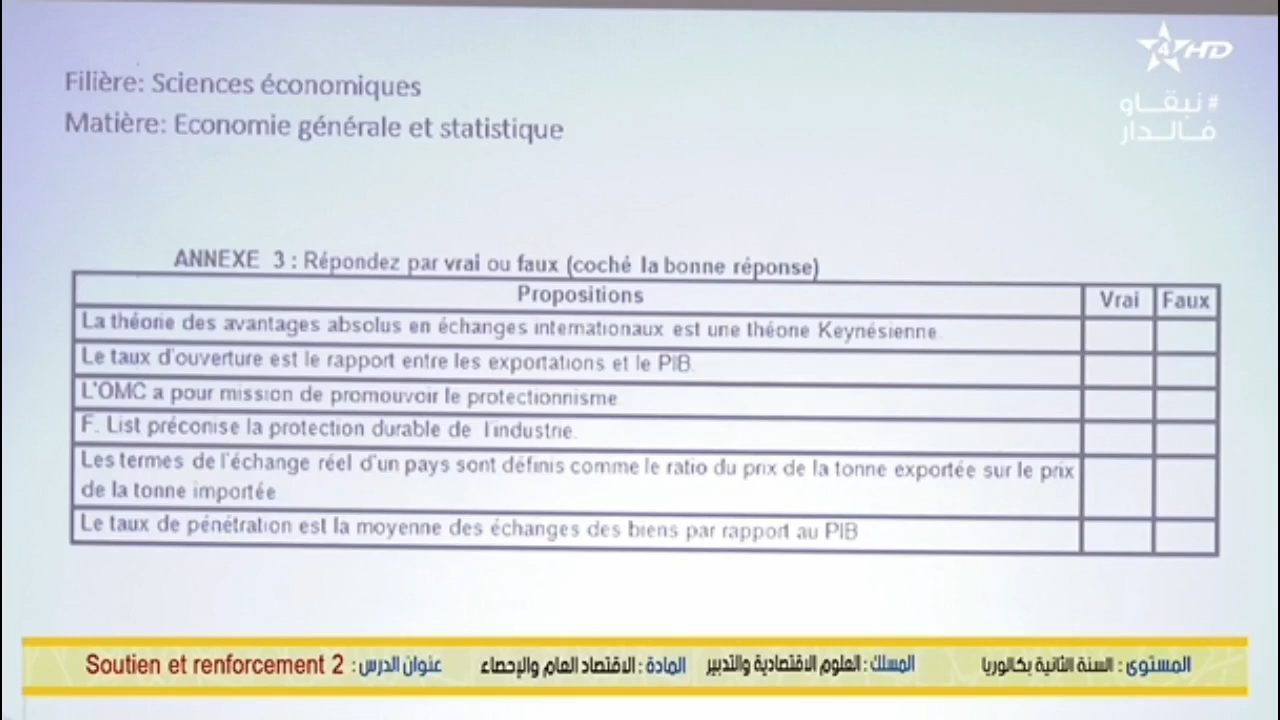 4 HD
#نبقاو
فالدار
Filière: Sciences économiques
Matière: Economie générale et statistique
ANNEXE 3 : Répondez par vrai ou faux (coché la bonne réponse)
Propositions Vrai Faux
La théorie des avantages absolus en échanges internationaux est une théorie Keynésienne.
Le taux d'ouverture est le rapport entre les exportations et le PIB.
L'OMC a pour mission de promouvoir le protectionnisme
F. List préconise la protection durable de l'industrie.
Les termes de l'échange réel d'un pays sont définis comme le ratio du prix de la tonne exportée sur le prix
de la tonne importée
Le taux de pénétration est la moyenne des échanges des biens par rapport au PIB
المستوى : السنة الثانية بكالوريا المسلك : العلوم الاقتصادية والتدبير المادة : الاقتصاد العام والإحصاء عنوان الدرس : Soutien et renforcement 2